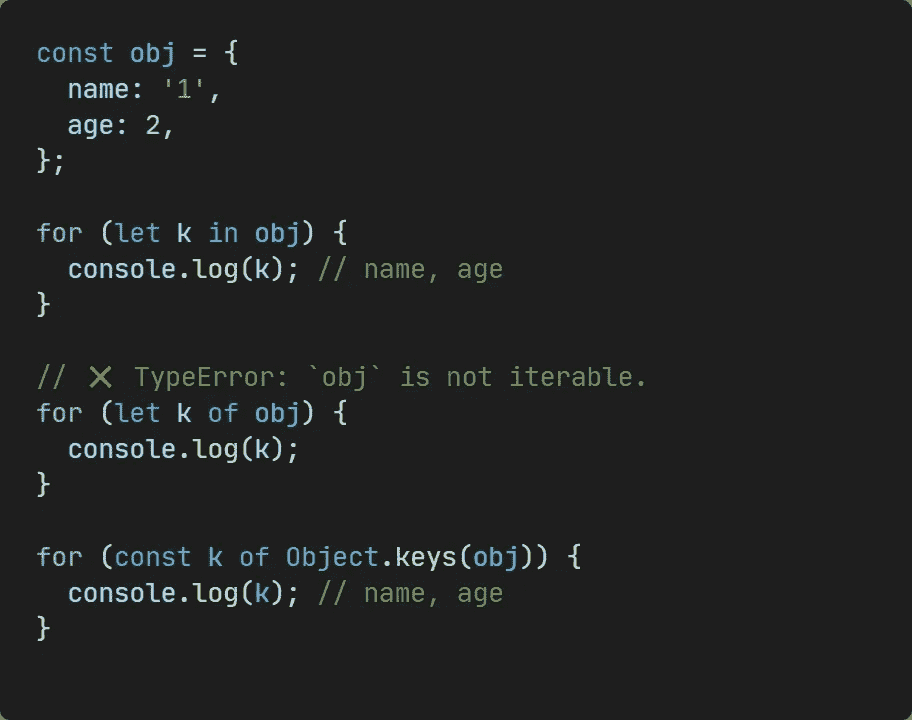 const obj = {
  name: '1',
  age: 2,
};

for (let k in obj) {
  console.log(k); // name, age
}

// ❌ TypeError: `obj` is not iterable.
for (let k of obj) {
  console.log(k);
}

for (const k of Object.keys(obj)) {
  console.log(k); // name, age
}